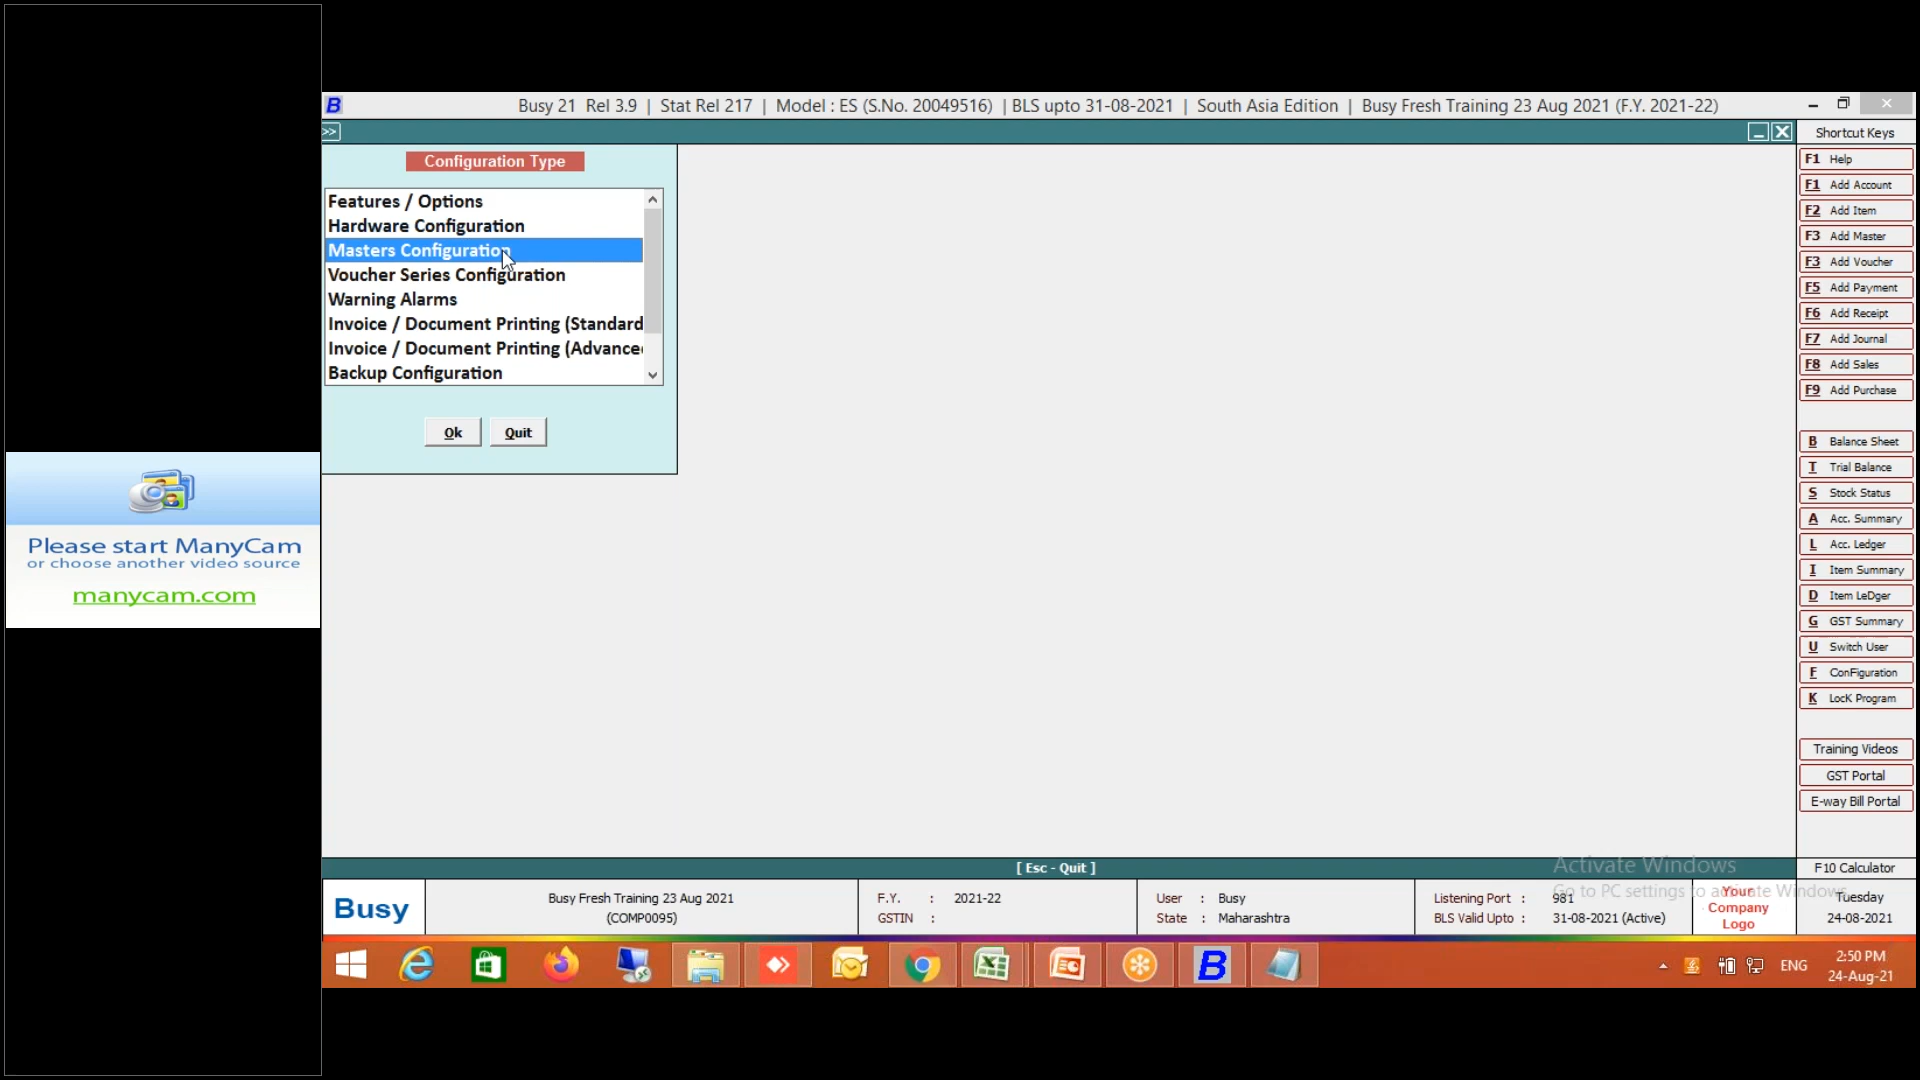 Busy 21 Rel 3.9 | Stat Rel 217 | Model : ES (S.No. 20049516) | BLS upto 31-08-2021 | South Asia Edition | Busy Fresh Training 23 Aug 2021 (F.Y. 2021-22)
>>
Configuration Type
Features / Options
Hardware Configuration
Masters Configuration
Voucher Series Configuration
Warning Alarms
Invoice / Document Printing (Standard
Invoice / Document Printing (Advance
Backup Configuration
Ok Quit
Please start ManyCam
or choose another video source
manycam.com
Shortcut Keys
F1 Help
F1 Add Account
F2 Add Item
F3 Add Master
F3 Add Voucher
F5 Add Payment
F6 Add Receipt
F7 Add Journal
F8 Add Sales
F9 Add Purchase
B Balance Sheet
T Trial Balance
S Stock Status
A Acc. Summary
L Acc. Ledger
I Item Summary
D Item LeDger
G GST Summary
U Switch User
F ConFiguration
K LocK Program
Training Videos
GST Portal
E-way Bill Portal
[ Esc - Quit ]
F10 Calculator
Activate Windows
Go to PC settings to activate Windows.
Busy
Busy Fresh Training 23 Aug 2021
(COMP0095)
F.Y. : 2021-22
GSTIN :
User : Busy
State : Maharashtra
Listening Port : 981
BLS Valid Upto : 31-08-2021 (Active)
Your
Company
Logo
Tuesday
24-08-2021
ENG
2:50 PM
24-Aug-21